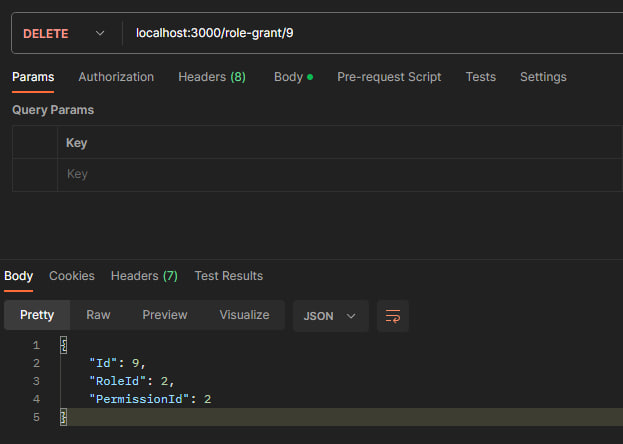 DELETE localhost:3000/role-grant/9
Params Authorization Headers (8) Body Pre-request Script Tests Settings
Query Params
Key
Key
Body Cookies Headers (7) Test Results
Pretty Raw Preview Visualize JSON
1 {
2 "Id": 9,
3 "RoleId": 2,
4 "PermissionId": 2
5 }